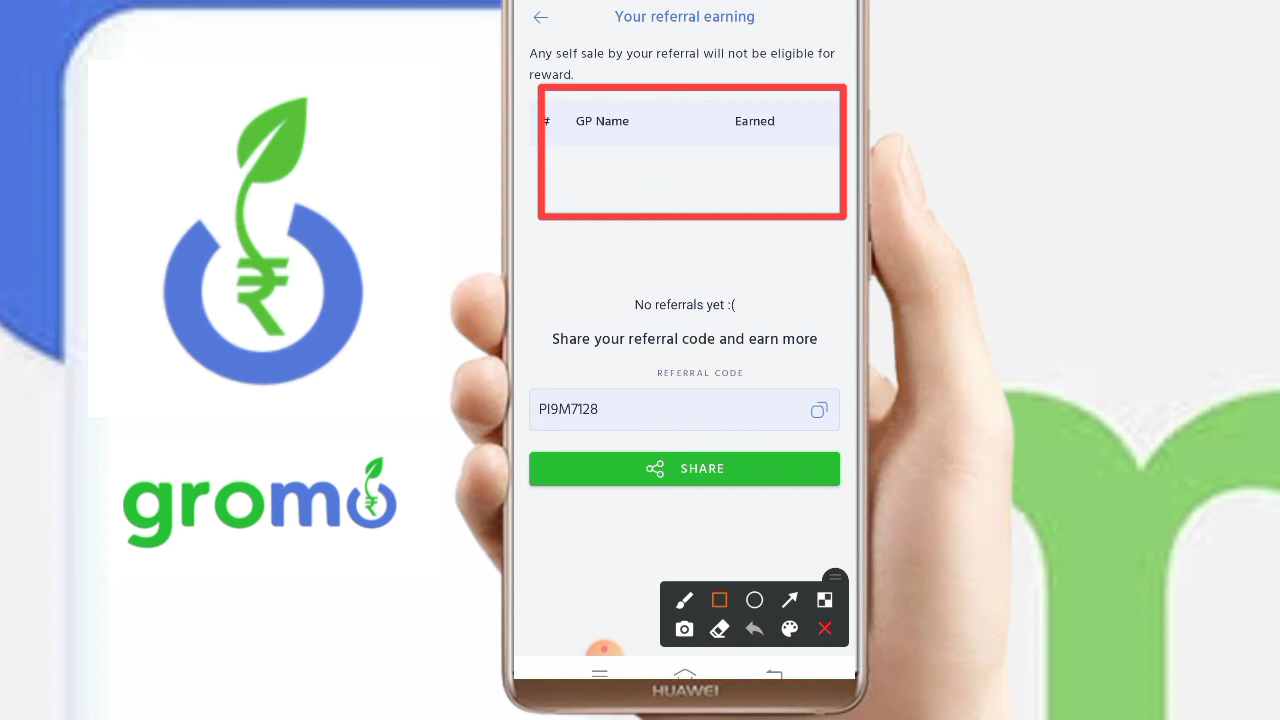 Your referral earning
Any self sale by your referral will not be eligible for
reward.
# GP Name Earned
No referrals yet :(
Share your referral code and earn more
REFERRAL CODE
PI9M7128
SHARE
gromo
HUAWEI